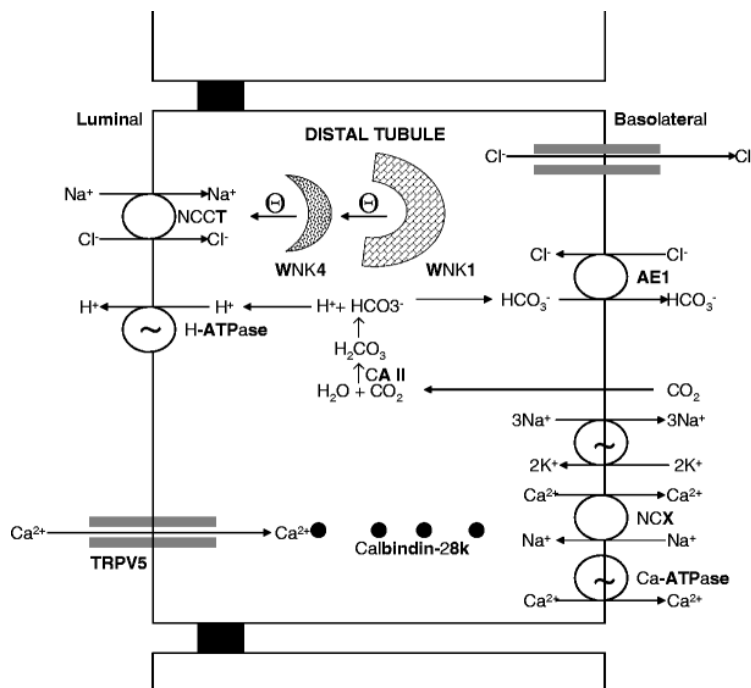 Luminal
Basolateral
DISTAL TUBULE
Cl⁻ Cl
Na⁺ Na⁺
Θ Θ
NCCT
Cl⁻ Cl⁻
WNK4 WNK1
Cl⁻ Cl⁻
AE1
H⁺ H⁺ H⁺ + HCO3⁻ HCO₃⁻ HCO₃⁻
~ H-ATPase
H₂CO₃
CA II
H₂O + CO₂ CO₂
3Na⁺ 3Na⁺
~
2K⁺ 2K⁺
Ca²⁺ Ca²⁺
NCX
Ca²⁺ Ca²⁺ Na⁺ Na⁺
Calbindin-28k
TRPV5
~ Ca-ATPase
Ca²⁺ Ca²⁺